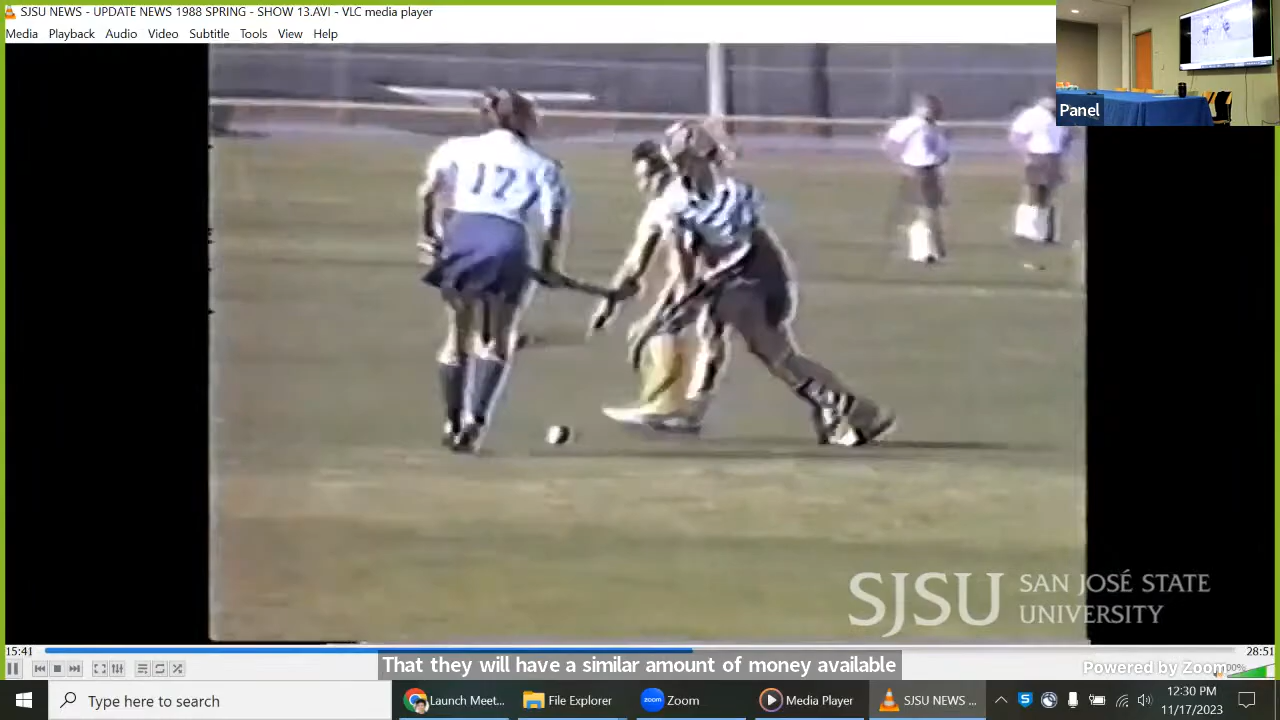 SJSU NEWS - UPDATE NEWS 1988 SPRING - SHOW 13.AVI - VLC media player
Media Playback Audio Video Subtitle Tools View Help
Panel
17
SJSU SAN JOSÉ STATE
UNIVERSITY
15:41
28:51
That they will have a similar amount of money available
Powered by Zoom
Type here to search
Launch Meet...
File Explorer
Zoom
Media Player
SJSU NEWS ...
12:30 PM
11/17/2023